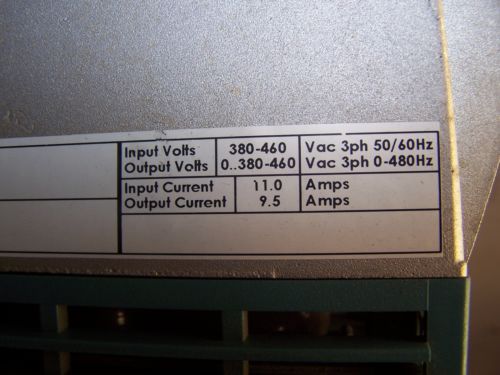 Input Volts 380-460 Vac 3ph 50/60Hz
Output Volts 0..380-460 Vac 3ph 0-480Hz
Input Current 11.0 Amps
Output Current 9.5 Amps